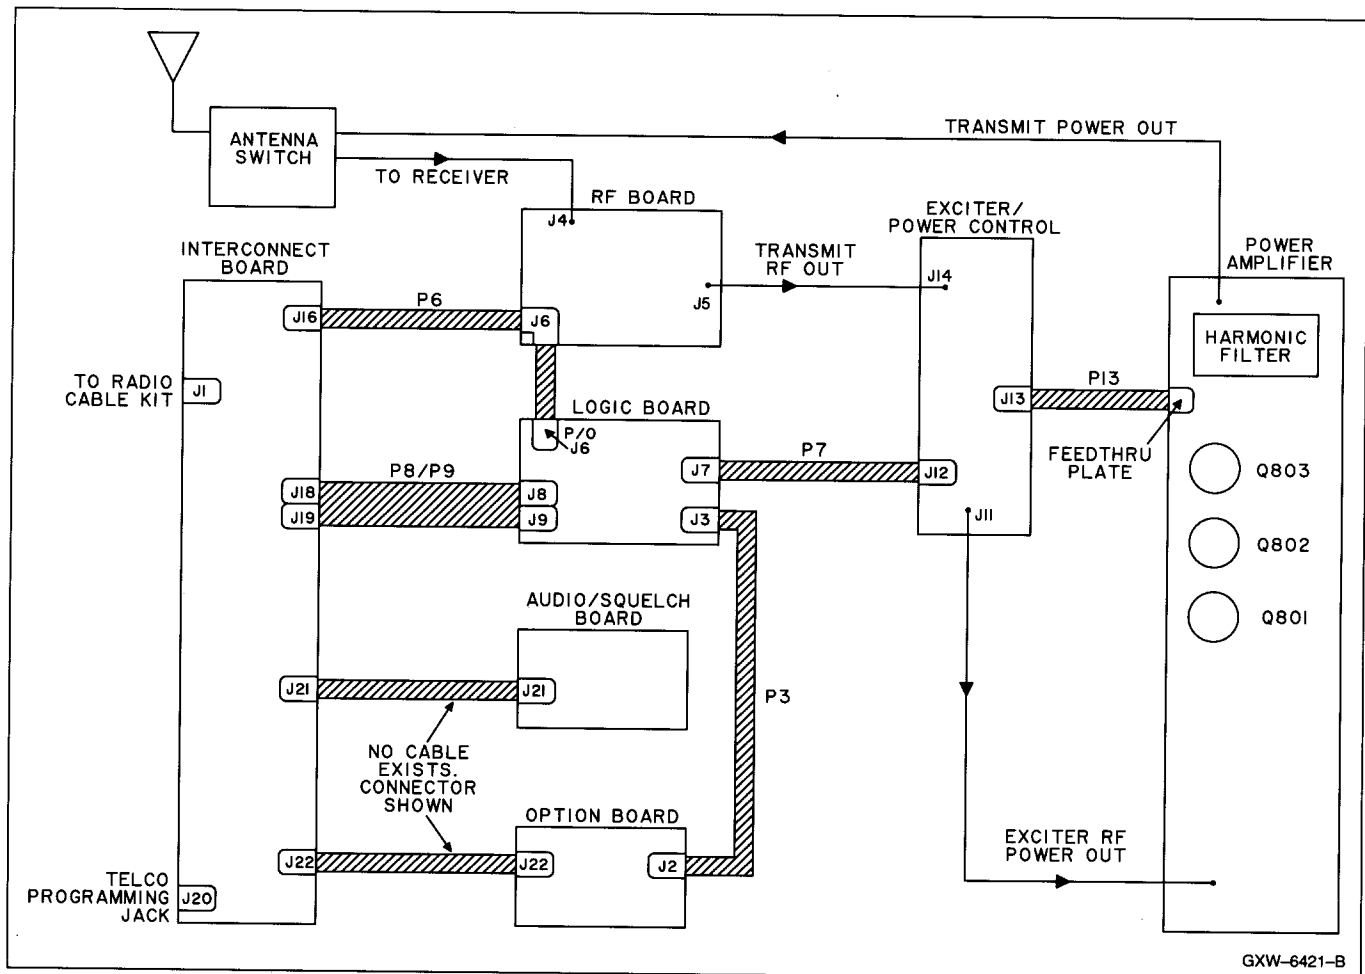 TRANSMIT POWER OUT
ANTENNA
SWITCH
TO RECEIVER
RF BOARD
J4
EXCITER/
POWER CONTROL
INTERCONNECT
BOARD
TRANSMIT
RF OUT
POWER
AMPLIFIER
J14
J5
P6
J16
J6
HARMONIC
FILTER
TO RADIO
CABLE KIT
J1
P13
J13
LOGIC BOARD
P/O
J6
FEEDTHRU
PLATE
P8/P9
J7
P7
J12
Q803
J18
J8
J19
J9
J3
J11
Q802
AUDIO/SQUELCH
BOARD
Q801
J21
J21
P3
NO CABLE
EXISTS.
CONNECTOR
SHOWN
OPTION BOARD
EXCITER RF
POWER OUT
J22
J22
J2
TELCO
PROGRAMMING
JACK
J20
GXW-6421-B